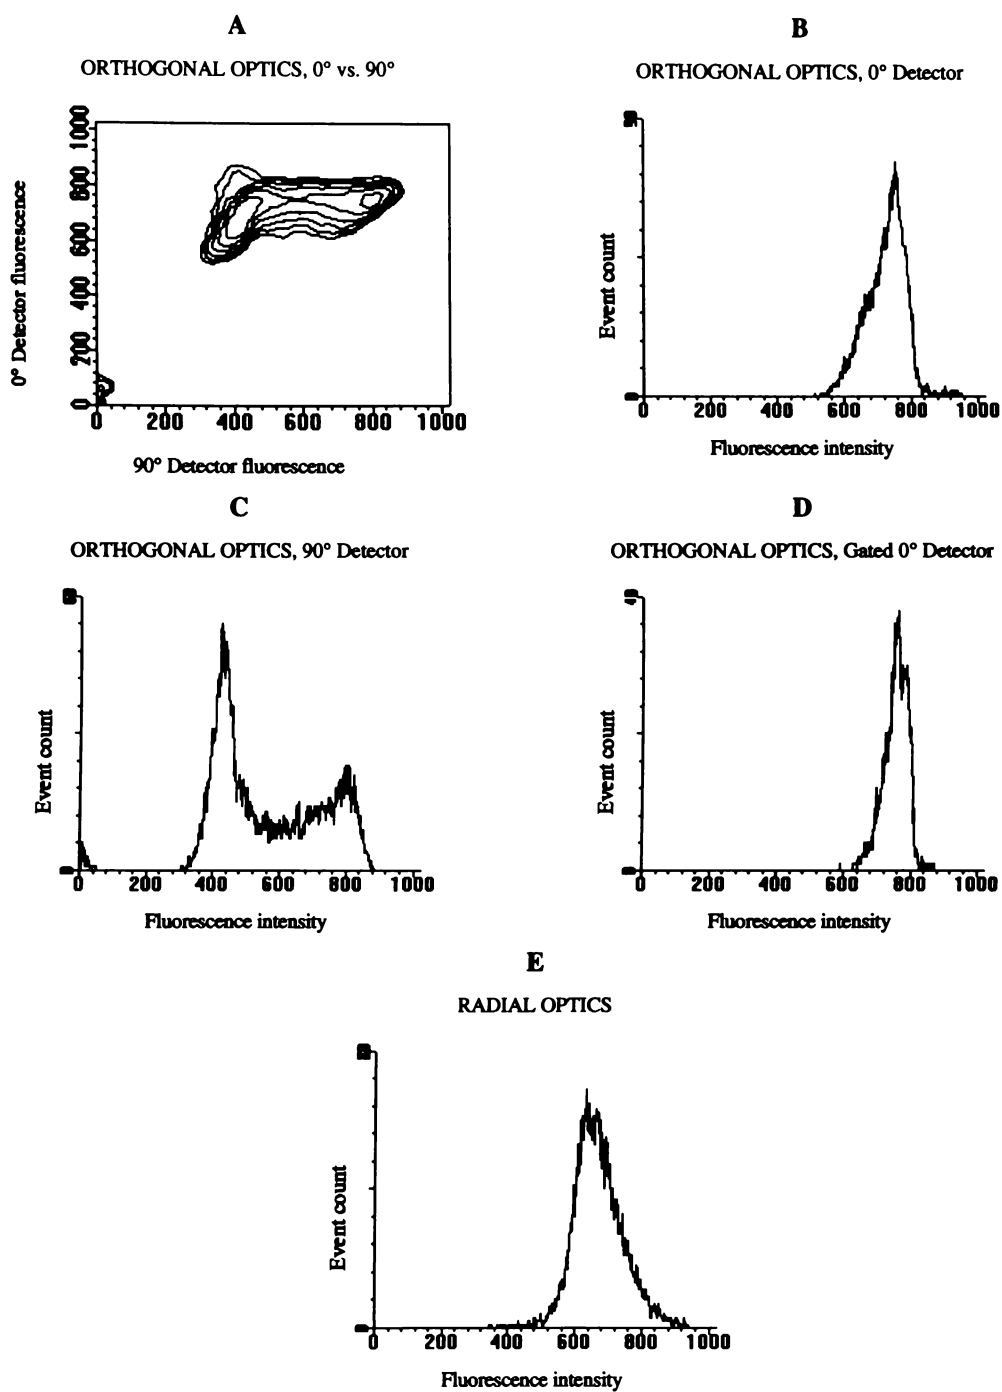 A
ORTHOGONAL OPTICS, 0° vs. 90°
0° Detector fluorescence
1000
800
600
400
200
0
0 200 400 600 800 1000
90° Detector fluorescence
B
ORTHOGONAL OPTICS, 0° Detector
Event count
0 200 400 600 800 1000
Fluorescence intensity
C
ORTHOGONAL OPTICS, 90° Detector
Event count
0 200 400 600 800 1000
Fluorescence intensity
D
ORTHOGONAL OPTICS, Gated 0° Detector
Event count
0 200 400 600 800 1000
Fluorescence intensity
E
RADIAL OPTICS
Event count
0 200 400 600 800 1000
Fluorescence intensity